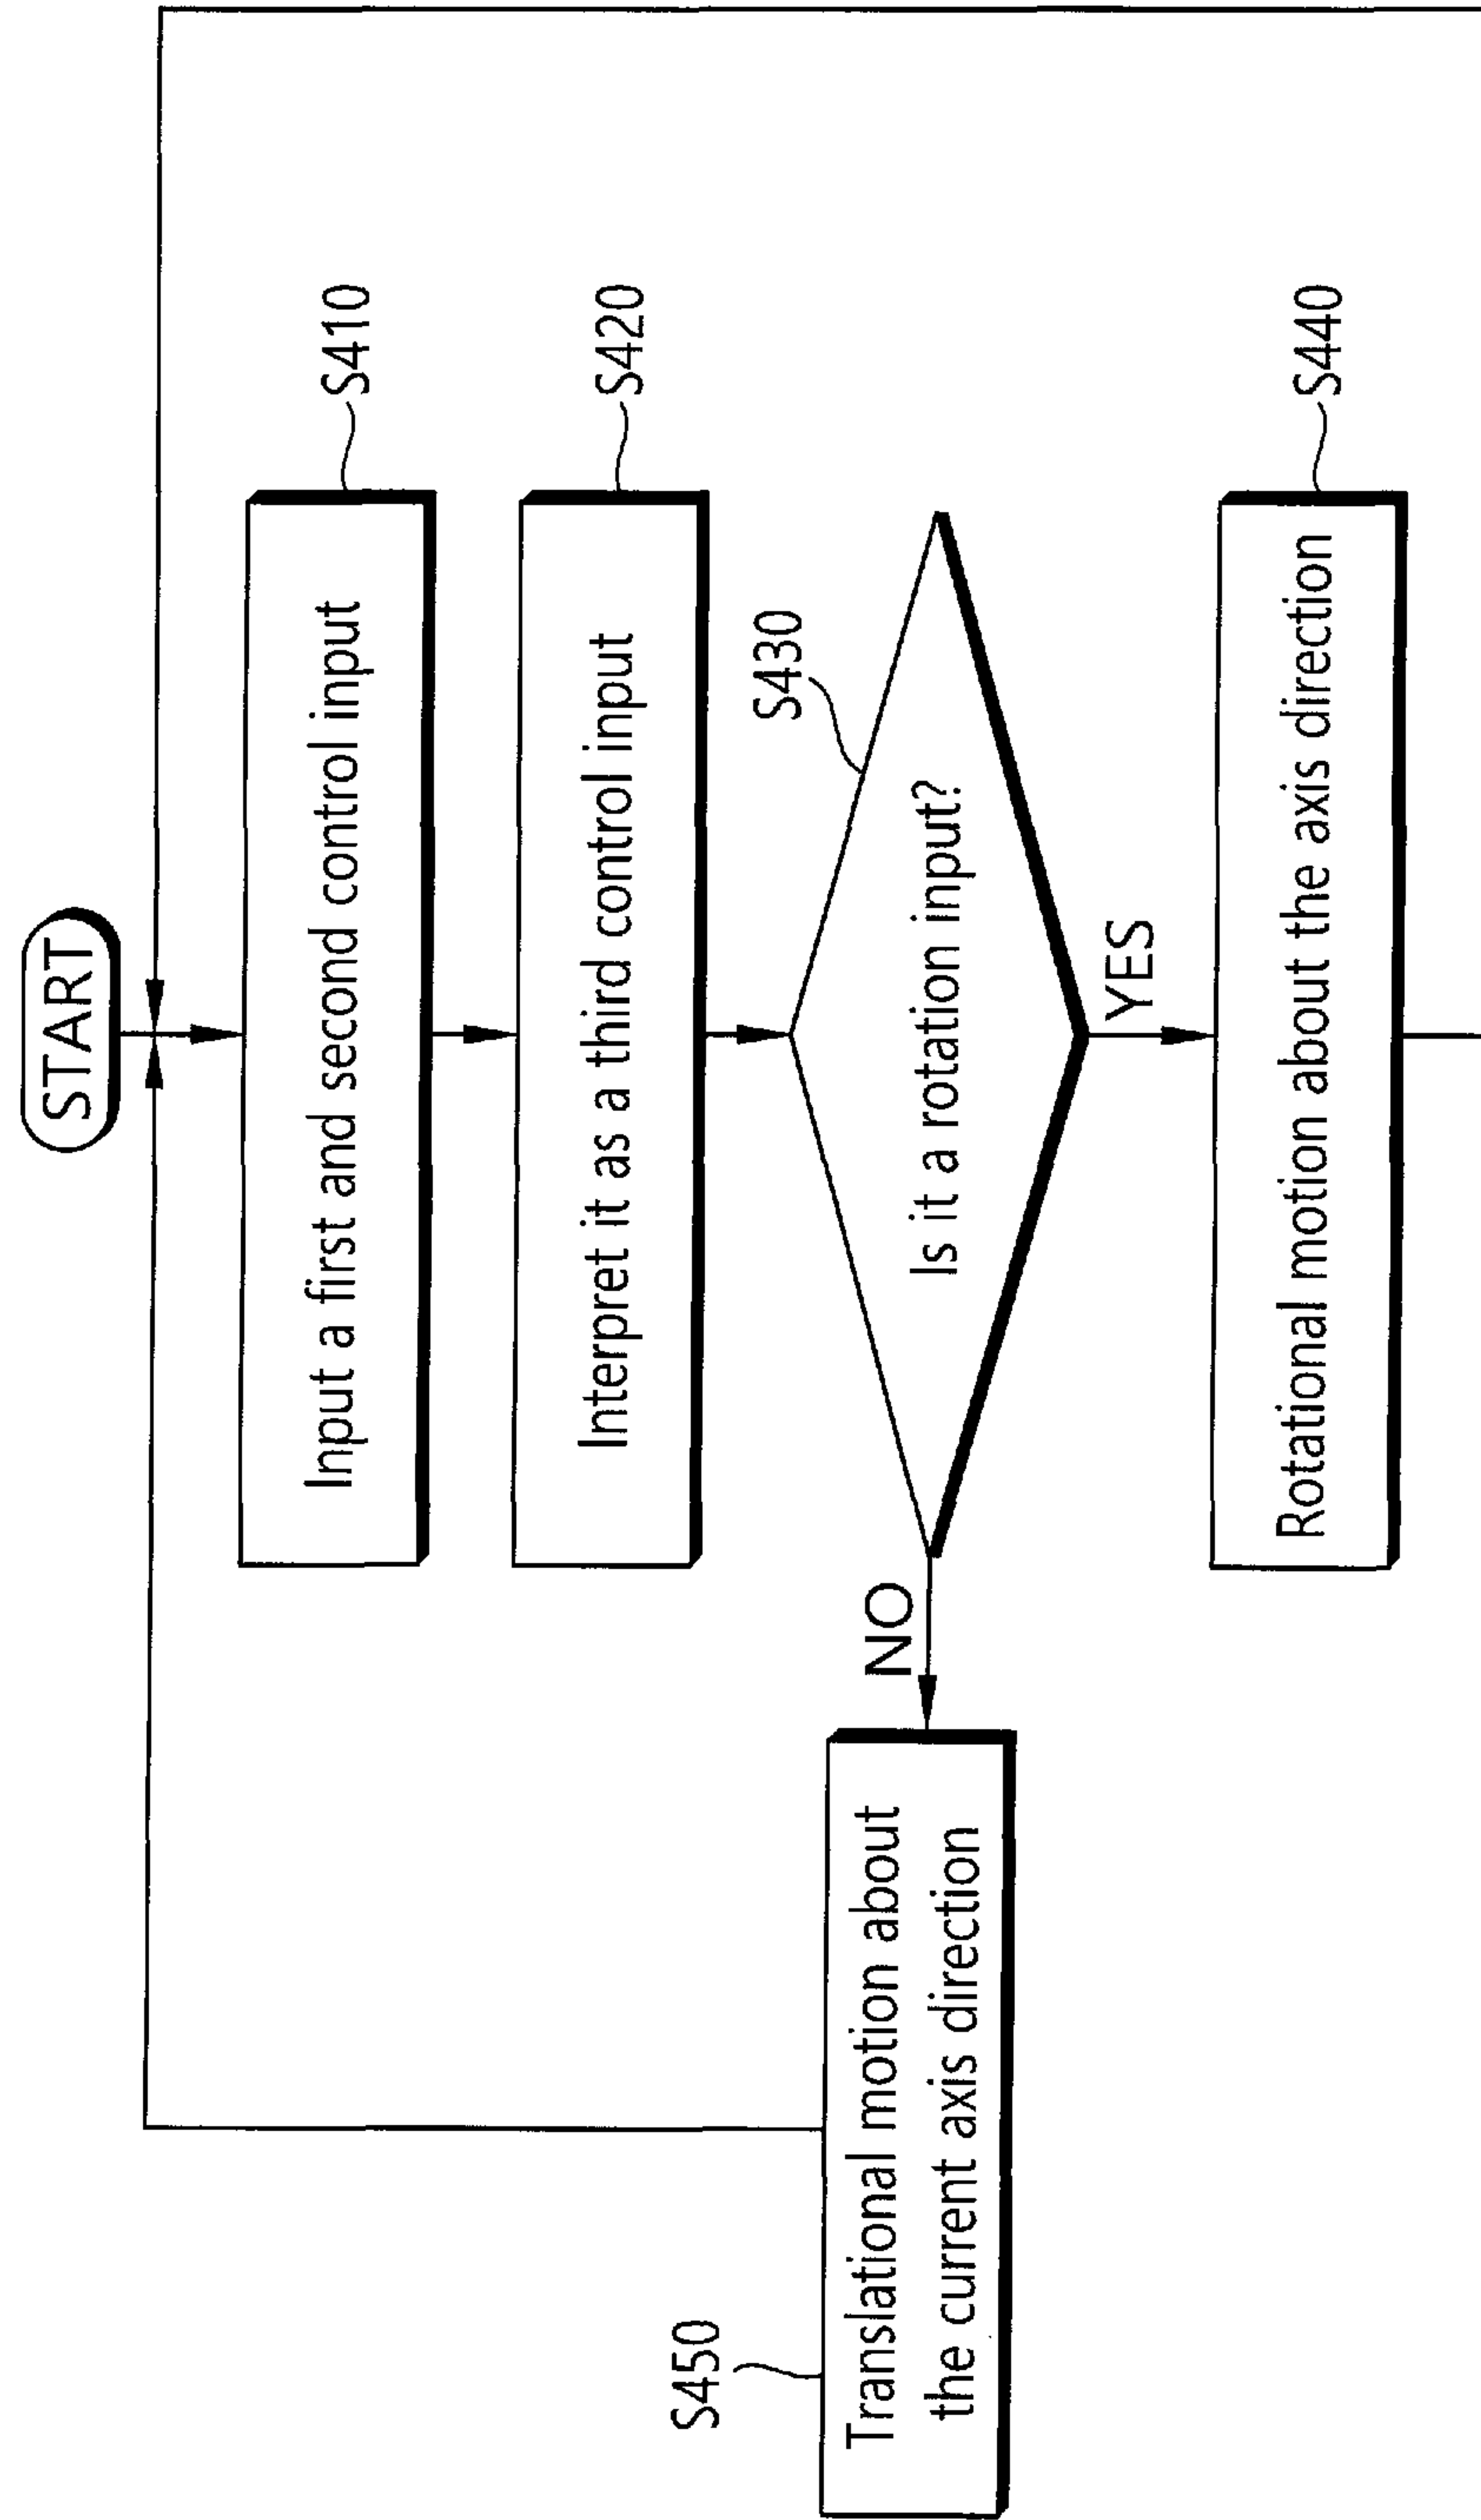 START
Input a first and second control input
S410
Interpret it as a third control input
S420
S430
Is it a rotation input?
NO
YES
S450
Translational motion about
the current axis direction
Rotational motion about the axis direction
S440